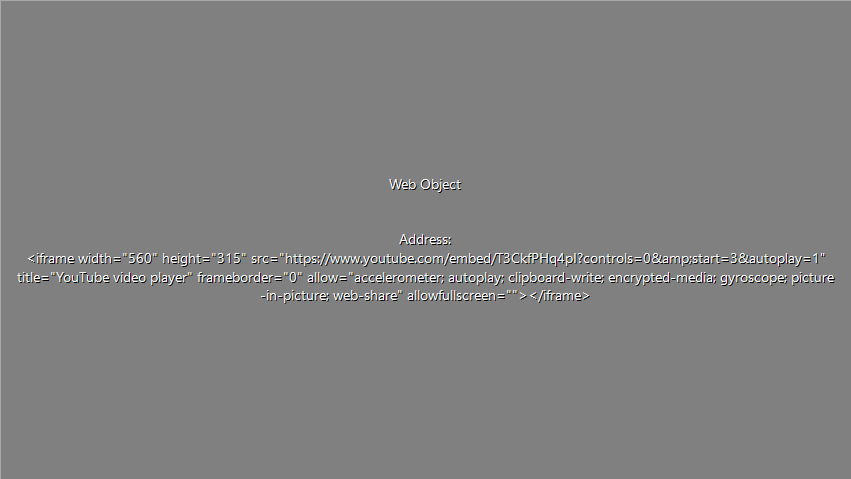 Web Object
Address:
<iframe width="560" height="315" src="https://www.youtube.com/embed/T3CkfPHq4pI?controls=0&amp;start=3&autoplay=1"
title="YouTube video player" frameborder="0" allow="accelerometer; autoplay; clipboard-write; encrypted-media; gyroscope; picture
-in-picture; web-share" allowfullscreen=""></iframe>